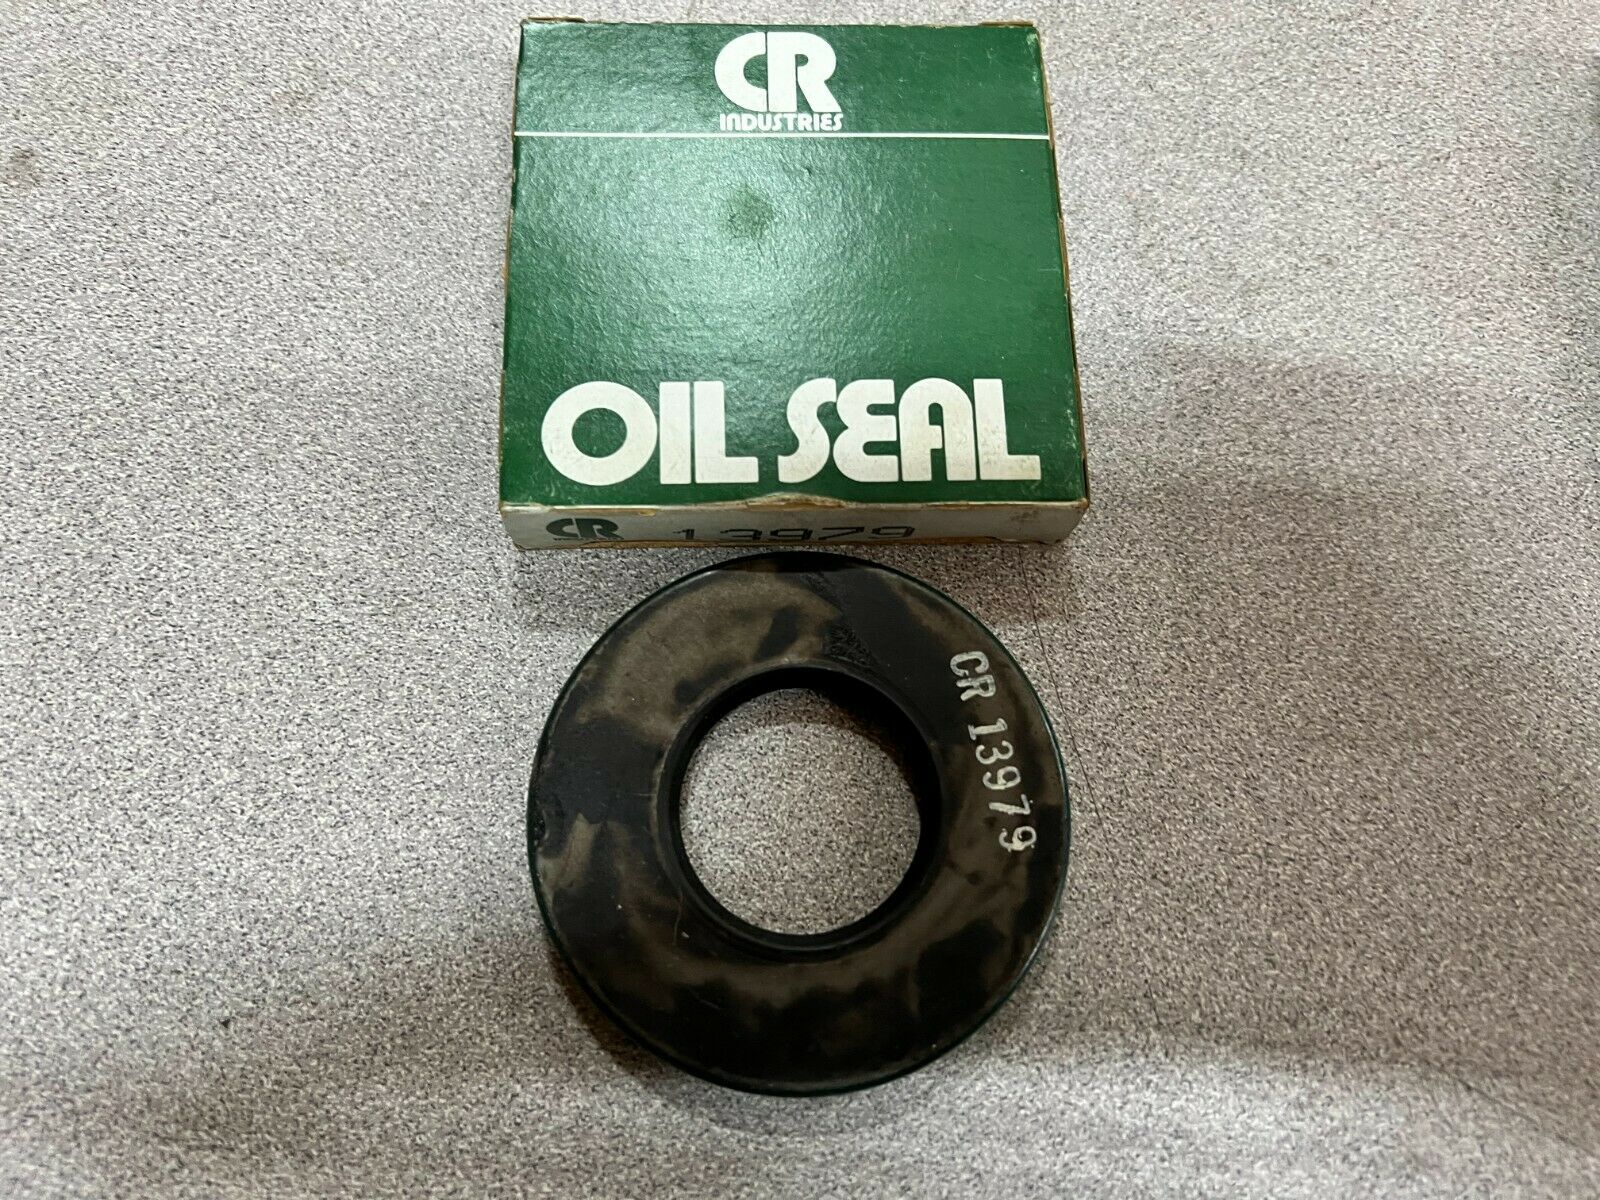 CR
INDUSTRIES
OIL SEAL
CR 13979
CR 13979